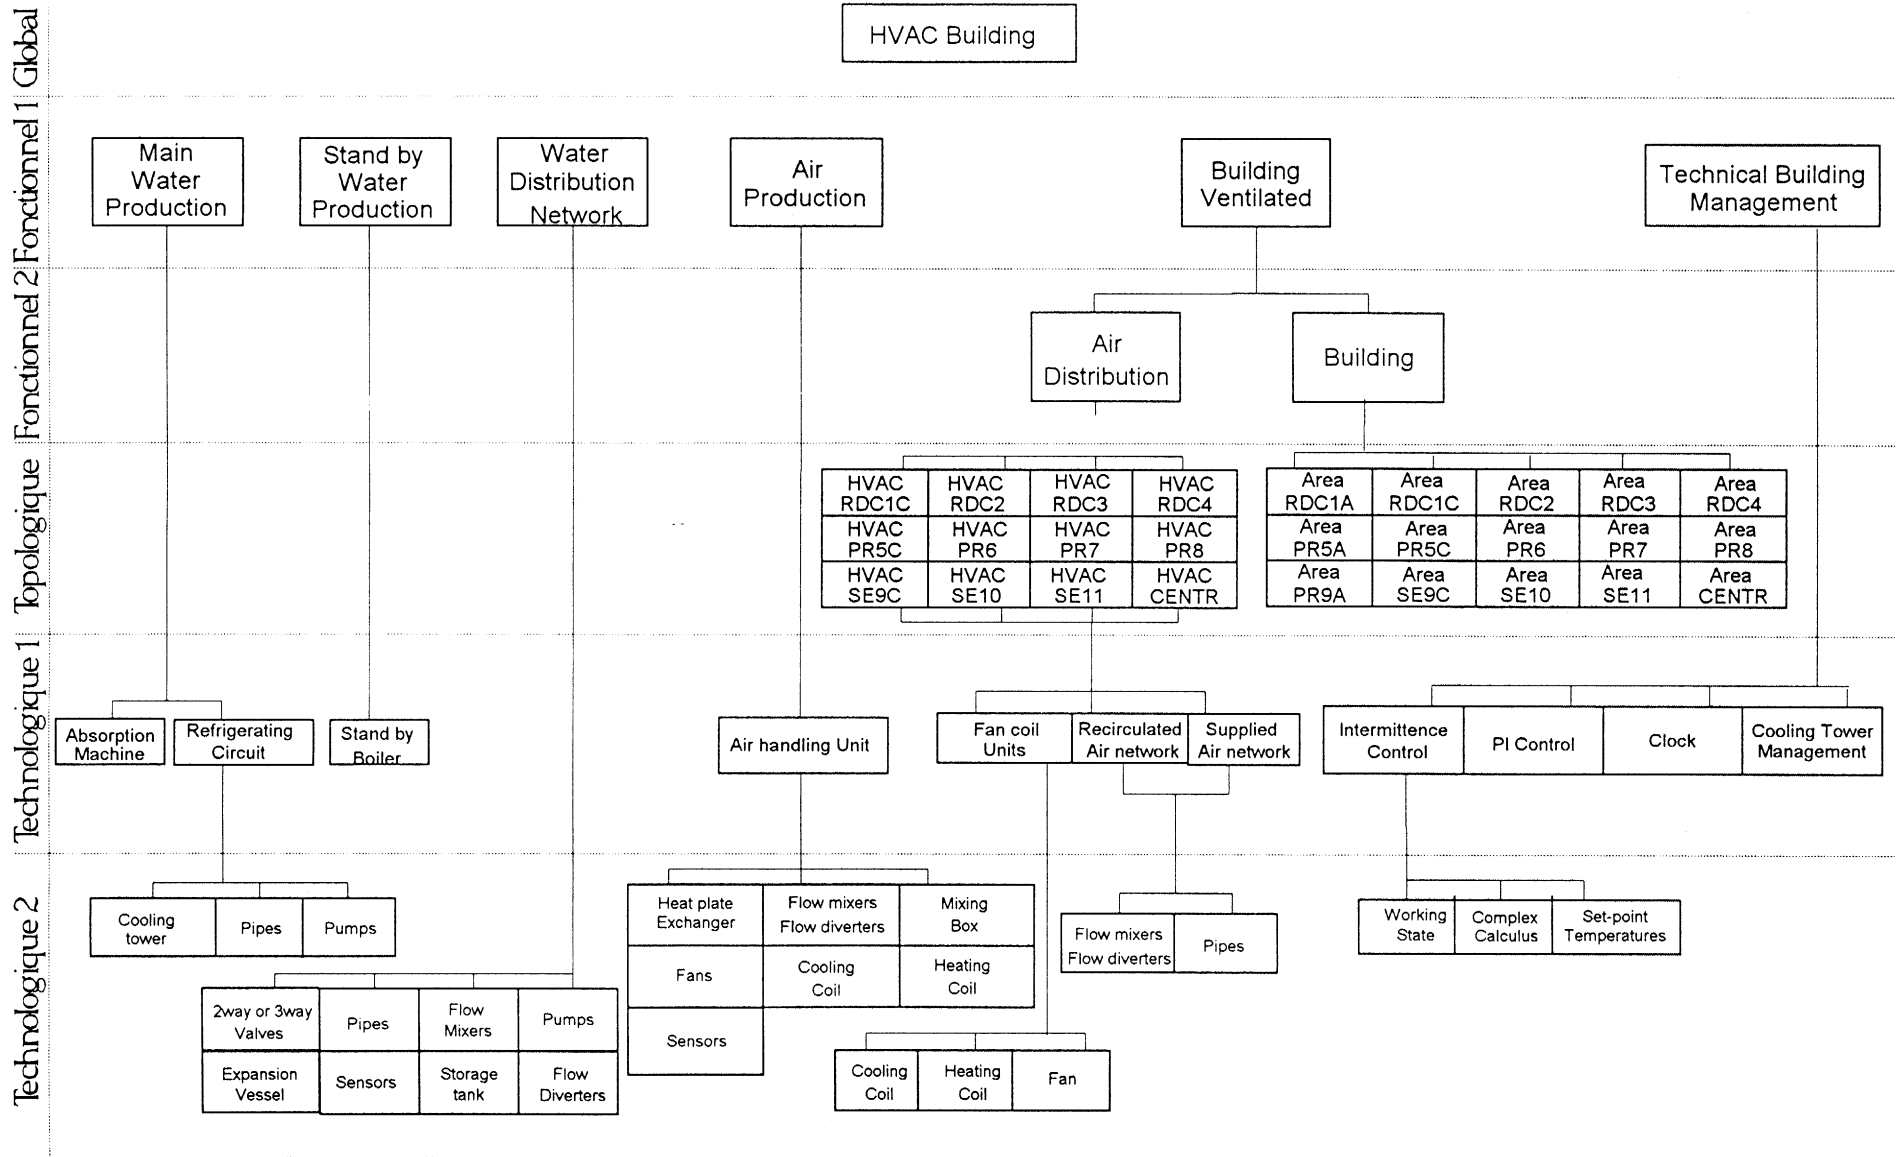 Global
HVAC Building
Fonctionnel 1
Main
Water
Production
Stand by
Water
Production
Water
Distribution
Network
Air
Production
Building
Ventilated
Technical Building
Management
Fonctionnel 2
Air
Distribution
Building
Topologique
HVAC
RDC1C
HVAC
RDC2
HVAC
RDC3
HVAC
RDC4
HVAC
PR5C
HVAC
PR6
HVAC
PR7
HVAC
PR8
HVAC
SE9C
HVAC
SE10
HVAC
SE11
HVAC
CENTR
Area
RDC1A
Area
RDC1C
Area
RDC2
Area
RDC3
Area
RDC4
Area
PR5A
Area
PR5C
Area
PR6
Area
PR7
Area
PR8
Area
PR9A
Area
SE9C
Area
SE10
Area
SE11
Area
CENTR
Technologique 1
Absorption
Machine
Refrigerating
Circuit
Stand by
Boiler
Air handling Unit
Fan coil
Units
Recirculated
Air network
Supplied
Air network
Intermittence
Control
PI Control
Clock
Cooling Tower
Management
Technologique 2
Cooling
tower
Pipes
Pumps
2way or 3way
Valves
Pipes
Flow
Mixers
Pumps
Expansion
Vessel
Sensors
Storage
tank
Flow
Diverters
Heat plate
Exchanger
Flow mixers
Flow diverters
Mixing
Box
Fans
Cooling
Coil
Heating
Coil
Sensors
Cooling
Coil
Heating
Coil
Fan
Flow mixers
Flow diverters
Pipes
Working
State
Complex
Calculus
Set-point
Temperatures